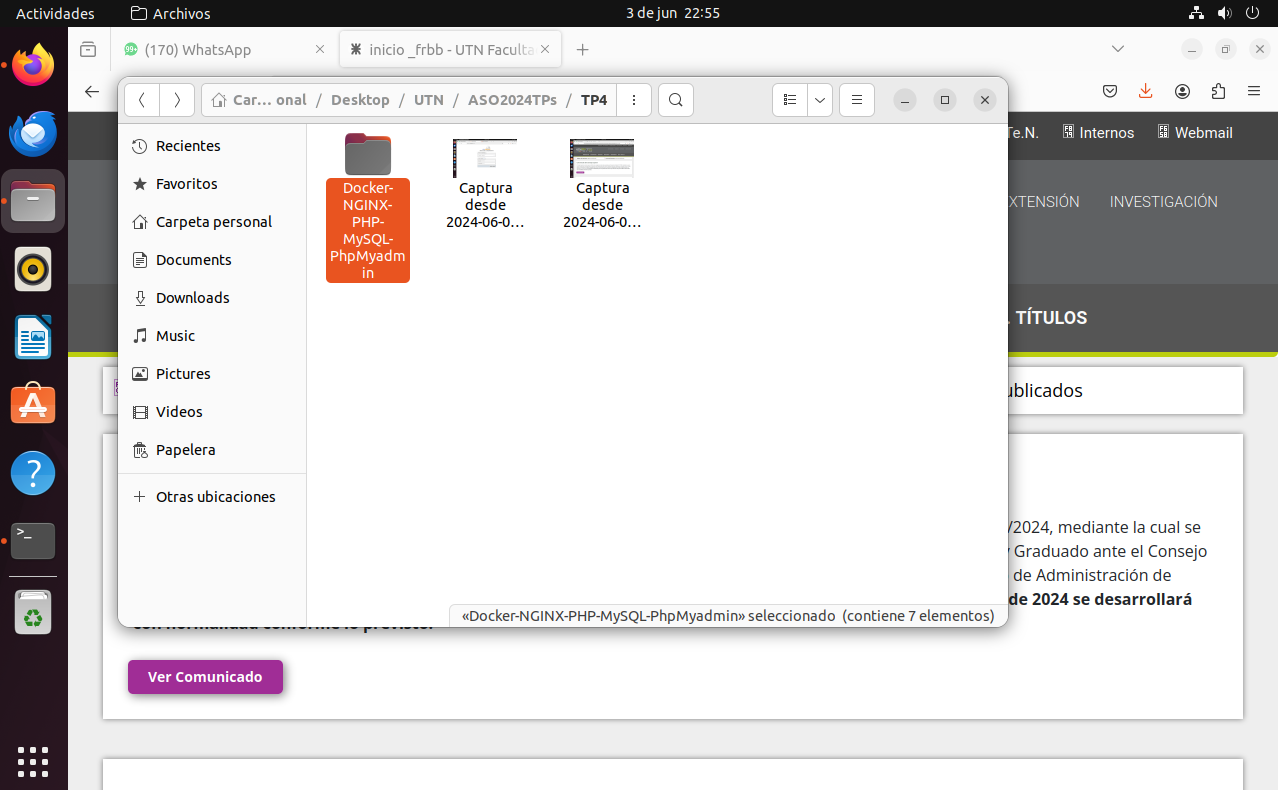 Actividades
Archivos
3 de jun 22:55
(170) WhatsApp
inicio _frbb - UTN Faculta
Car… onal / Desktop / UTN / ASO2024TPs / TP4
Te.N.
Internos
Webmail
XTENSIÓN
INVESTIGACIÓN
TÍTULOS
ublicados
Recientes
Favoritos
Carpeta personal
Documents
Downloads
Music
Pictures
Videos
Papelera
Otras ubicaciones
Docker-
NGINX-
PHP-
MySQL-
PhpMyadm
in
Captura
desde
2024-06-0…
Captura
desde
2024-06-0…
/2024, mediante la cual se
y Graduado ante el Consejo
de Administración de
de 2024 se desarrollará
«Docker-NGINX-PHP-MySQL-PhpMyadmin» seleccionado (contiene 7 elementos)
Ver Comunicado